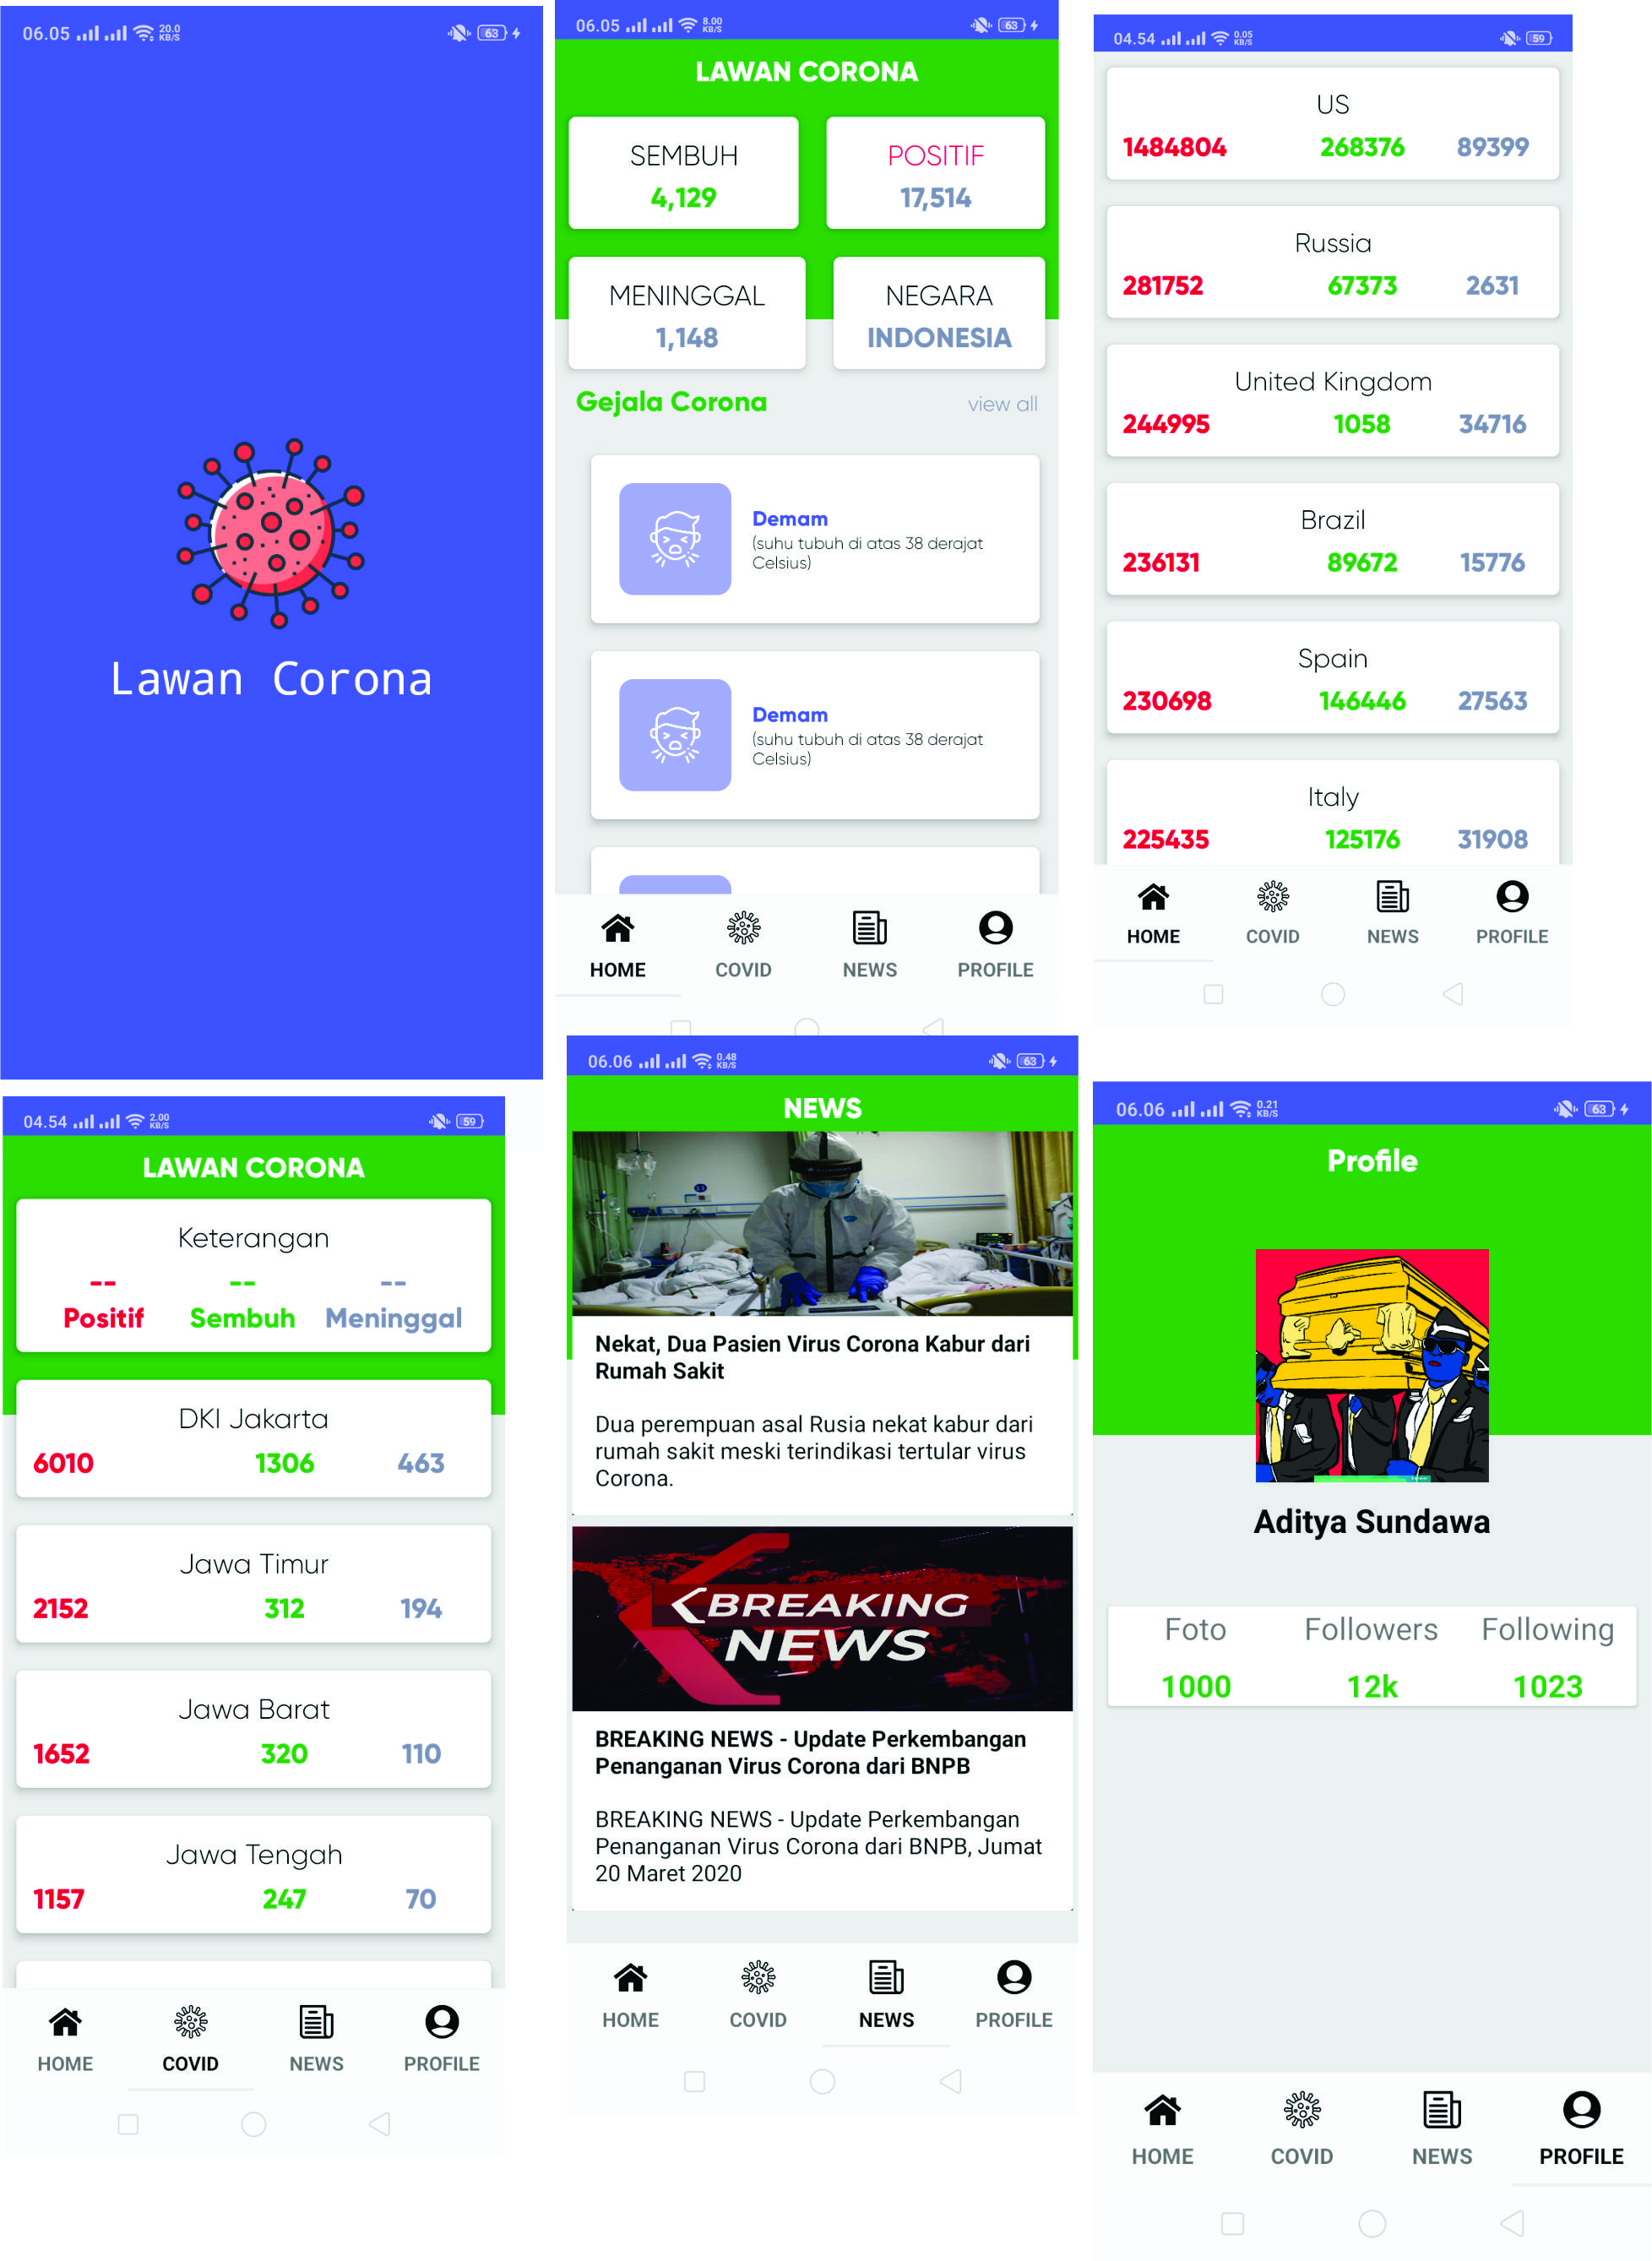 06.05 20.0 KB/S 63
Lawan Corona
06.05 8.00 KB/S 63
LAWAN CORONA
SEMBUH
4,129
POSITIF
17,514
MENINGGAL
1,148
NEGARA
INDONESIA
Gejala Corona
view all
Demam
(suhu tubuh di atas 38 derajat
Celsius)
Demam
(suhu tubuh di atas 38 derajat
Celsius)
HOME COVID NEWS PROFILE
04.54 0.05 KB/S 59
US
1484804 268376 89399
Russia
281752 67373 2631
United Kingdom
244995 1058 34716
Brazil
236131 89672 15776
Spain
230698 146446 27563
Italy
225435 125176 31908
HOME COVID NEWS PROFILE
04.54 2.00 KB/S 59
LAWAN CORONA
Keterangan
-- -- --
Positif Sembuh Meninggal
DKI Jakarta
6010 1306 463
Jawa Timur
2152 312 194
Jawa Barat
1652 320 110
Jawa Tengah
1157 247 70
HOME COVID NEWS PROFILE
06.06 0.48 KB/S 63
NEWS
Nekat, Dua Pasien Virus Corona Kabur dari
Rumah Sakit
Dua perempuan asal Rusia nekat kabur dari
rumah sakit meski terindikasi tertular virus
Corona.
BREAKING
NEWS
BREAKING NEWS - Update Perkembangan
Penanganan Virus Corona dari BNPB
BREAKING NEWS - Update Perkembangan
Penanganan Virus Corona dari BNPB, Jumat
20 Maret 2020
HOME COVID NEWS PROFILE
06.06 0.21 KB/S 63
Profile
Aditya Sundawa
Foto Followers Following
1000 12k 1023
HOME COVID NEWS PROFILE